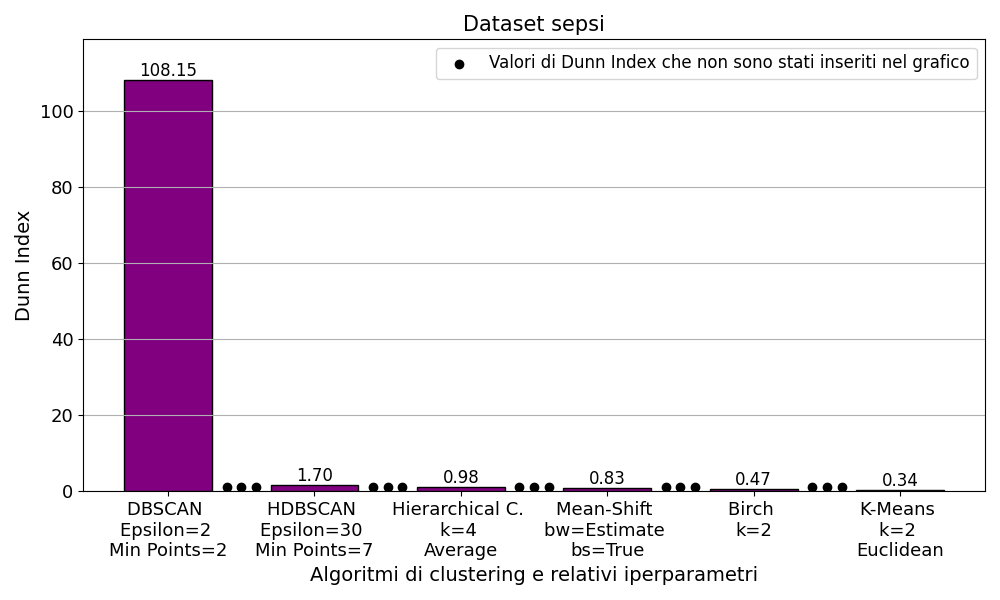 Dataset sepsi
Valori di Dunn Index che non sono stati inseriti nel grafico
Dunn Index
100
80
60
40
20
0
108.15
1.70
0.98
0.83
0.47
0.34
DBSCAN
Epsilon=2
Min Points=2
HDBSCAN
Epsilon=30
Min Points=7
Hierarchical C.
k=4
Average
Mean-Shift
bw=Estimate
bs=True
Birch
k=2
K-Means
k=2
Euclidean
Algoritmi di clustering e relativi iperparametri